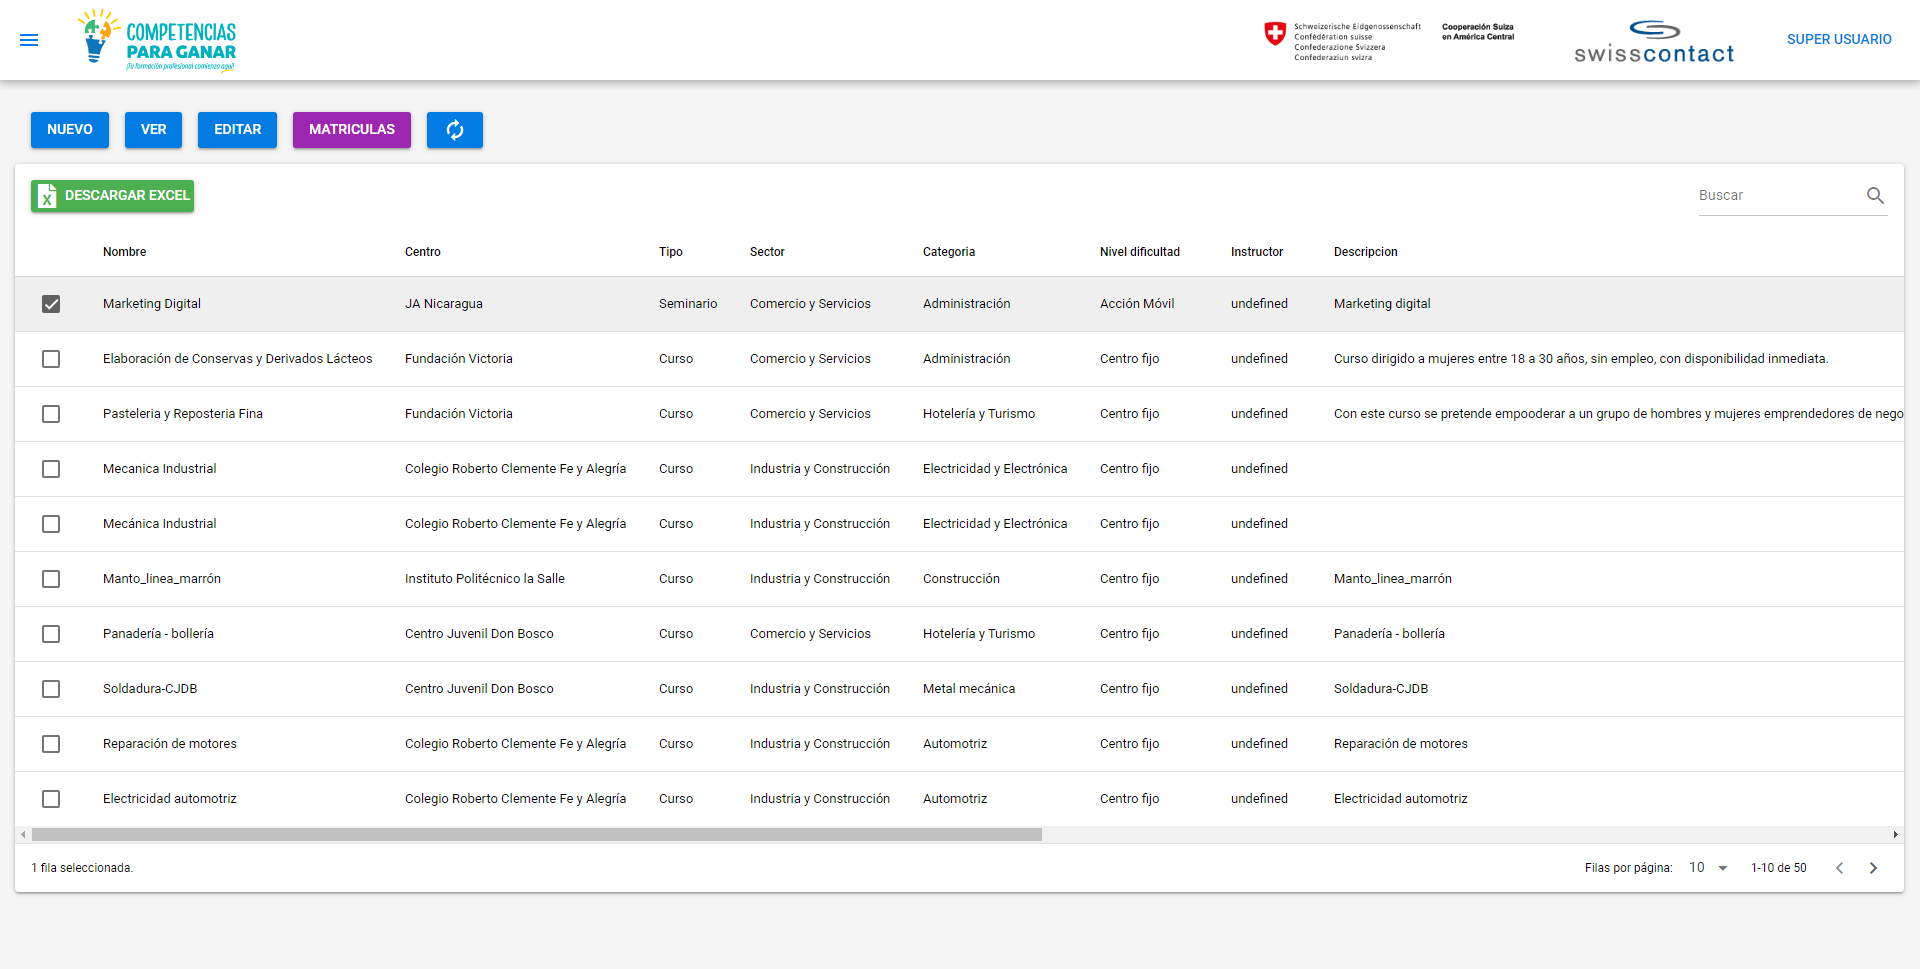 COMPETENCIAS
PARA GANAR
¡Tu formación profesional comienza aquí!
Schweizerische Eidgenossenschaft
Confédération suisse
Confederazione Svizzera
Confederaziun svizra
Cooperación Suiza
en América Central
swisscontact
SUPER USUARIO
NUEVO VER EDITAR MATRICULAS
X DESCARGAR EXCEL Buscar
Nombre Centro Tipo Sector Categoria Nivel dificultad Instructor Descripcion
Marketing Digital JA Nicaragua Seminario Comercio y Servicios Administración Acción Móvil undefined Marketing digital
Elaboración de Conservas y Derivados Lácteos Fundación Victoria Curso Comercio y Servicios Administración Centro fijo undefined Curso dirigido a mujeres entre 18 a 30 años, sin empleo, con disponibilidad inmediata.
Pasteleria y Reposteria Fina Fundación Victoria Curso Comercio y Servicios Hotelería y Turismo Centro fijo undefined Con este curso se pretende empooderar a un grupo de hombres y mujeres emprendedores de nego
Mecanica Industrial Colegio Roberto Clemente Fe y Alegría Curso Industria y Construcción Electricidad y Electrónica Centro fijo undefined
Mecánica Industrial Colegio Roberto Clemente Fe y Alegría Curso Industria y Construcción Electricidad y Electrónica Centro fijo undefined
Manto_linea_marrón Instituto Politécnico la Salle Curso Industria y Construcción Construcción Centro fijo undefined Manto_linea_marrón
Panadería - bollería Centro Juvenil Don Bosco Curso Comercio y Servicios Hotelería y Turismo Centro fijo undefined Panadería - bollería
Soldadura-CJDB Centro Juvenil Don Bosco Curso Industria y Construcción Metal mecánica Centro fijo undefined Soldadura-CJDB
Reparación de motores Colegio Roberto Clemente Fe y Alegría Curso Industria y Construcción Automotriz Centro fijo undefined Reparación de motores
Electricidad automotriz Colegio Roberto Clemente Fe y Alegría Curso Industria y Construcción Automotriz Centro fijo undefined Electricidad automotriz
1 fila seleccionada. Filas por página: 10 1-10 de 50